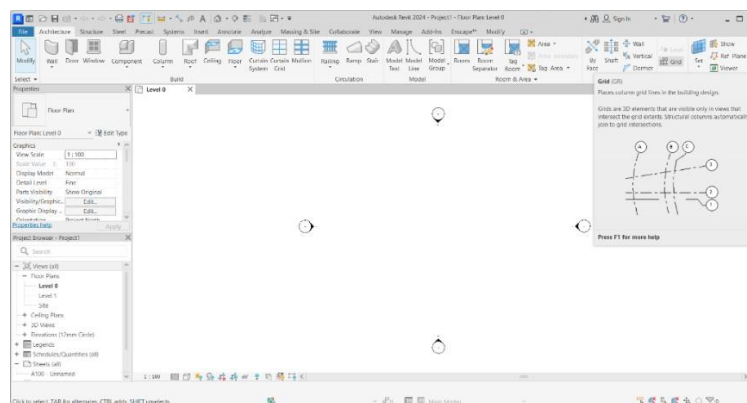 Autodesk Revit 2024 - Project1 - Floor Plan: Level 0
Sign In
File Architecture Structure Steel Precast Systems Insert Annotate Analyze Massing & Site Collaborate View Manage Add-Ins Enscape™ Modify
Modify Wall Door Window Component Column Roof Ceiling Floor Curtain System Curtain Grid Mullion Railing Ramp Stair Model Text Model Line Model Group Room Room Separator Tag Room Area Tag Area By Face Shaft Wall Vertical Dormer Level Grid Set Show Ref Plane Viewer
Select Build Circulation Model Room & Area
Properties
Level 0
Grid (GR)
Places column grid lines in the building design.
Grids are 3D elements that are visible only in views that
intersect the grid extents. Structural columns automatically
join to grid intersections.
Floor Plan
Floor Plan: Level 0
Edit Type
Graphics
View Scale 1 : 100
Scale Value 1: 100
Display Model Normal
Detail Level Fine
Parts Visibility Show Original
Visibility/Graphic... Edit...
Graphic Display ... Edit...
Orientation Project North
Properties help Apply
A B C
3
2
1
Press F1 for more help
Project Browser - Project1
Search
Views (all)
Floor Plans
Level 0
Level 1
Site
Ceiling Plans
3D Views
Elevations (12mm Circle)
Legends
Schedules/Quantities (all)
Sheets (all)
A100 - Unnamed
1 : 100
Click to select, TAB for alternates, CTRL adds, SHIFT unselects.
Main Model